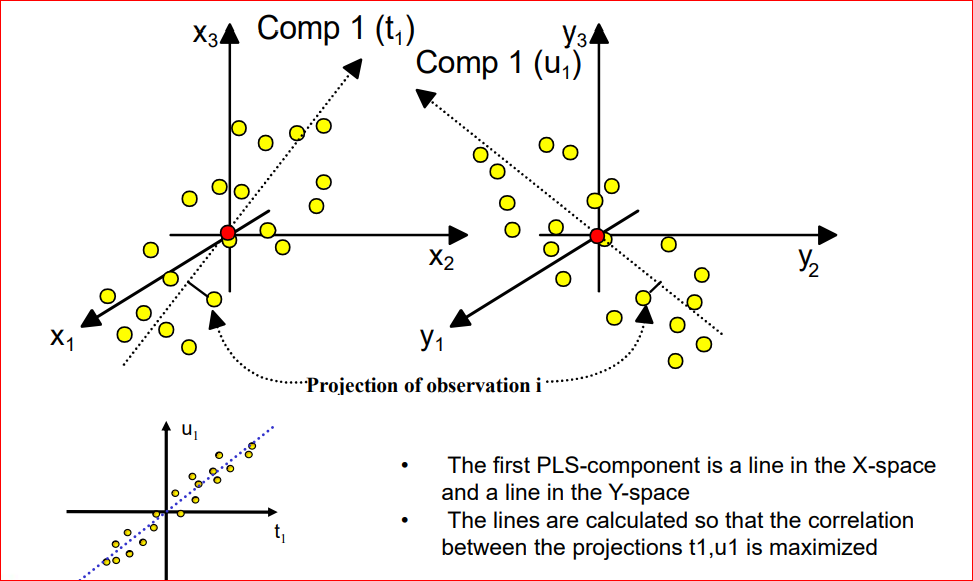 x3
Comp 1 (t1)
y3
Comp 1 (u1)
x2
y2
x1
y1
Projection of observation i
u1
t1
• The first PLS-component is a line in the X-space
and a line in the Y-space
• The lines are calculated so that the correlation
between the projections t1,u1 is maximized